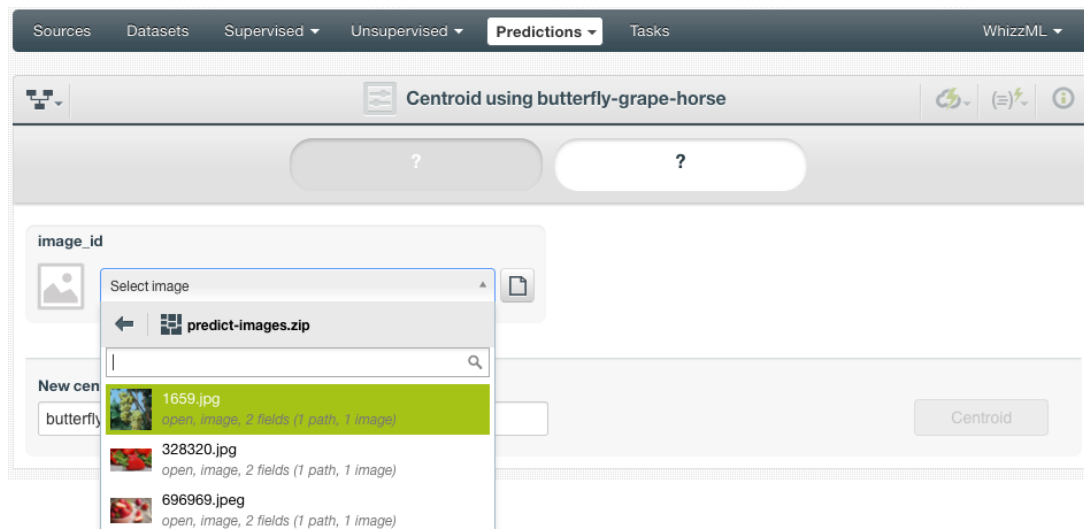 Sources Datasets Supervised Unsupervised Predictions Tasks WhizzML
Centroid using butterfly-grape-horse
? ?
image_id
Select image
predict-images.zip
New cen
1659.jpg
butterfly
open, image, 2 fields (1 path, 1 image)
Centroid
328320.jpg
open, image, 2 fields (1 path, 1 image)
696969.jpeg
open, image, 2 fields (1 path, 1 image)